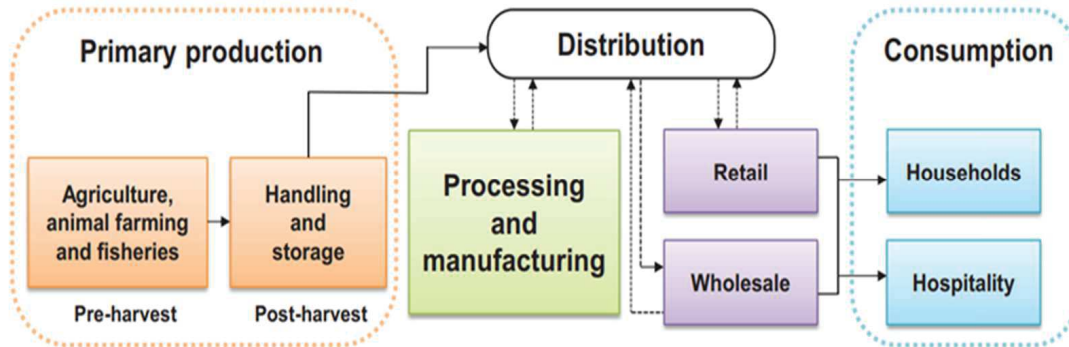 Primary production
Distribution
Consumption
Agriculture,
animal farming
and fisheries
Handling
and
storage
Processing
and
manufacturing
Retail
Wholesale
Households
Hospitality
Pre-harvest
Post-harvest